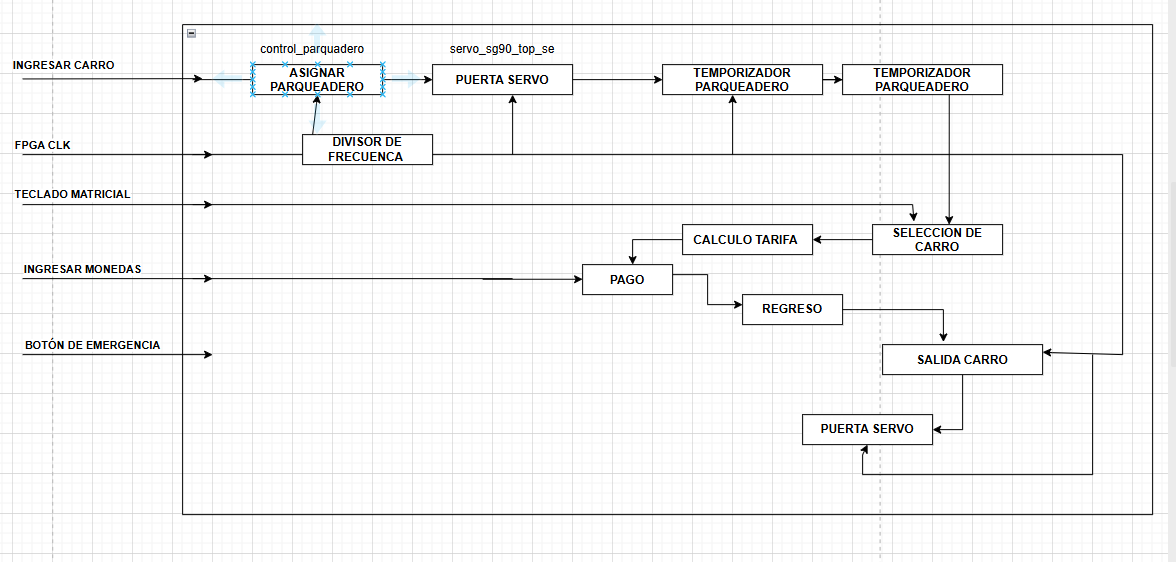 control_parquadero
servo_sg90_top_se
INGRESAR CARRO
ASIGNAR
PARQUEADERO
PUERTA SERVO
TEMPORIZADOR
PARQUEADERO
TEMPORIZADOR
PARQUEADERO
FPGA CLK
DIVISOR DE
FRECUENCA
TECLADO MATRICIAL
CALCULO TARIFA
SELECCION DE
CARRO
INGRESAR MONEDAS
PAGO
REGRESO
BOTÓN DE EMERGENCIA
SALIDA CARRO
PUERTA SERVO